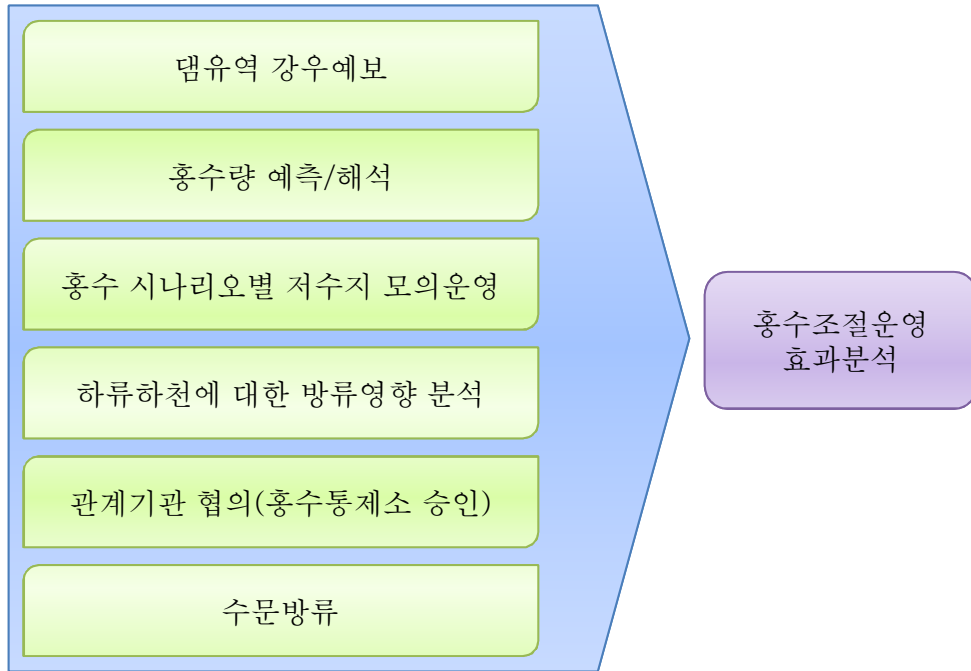 댐유역 강우예보
홍수량 예측/해석
홍수 시나리오별 저수지 모의운영
하류하천에 대한 방류영향 분석
관계기관 협의(홍수통제소 승인)
수문방류
홍수조절운영
효과분석